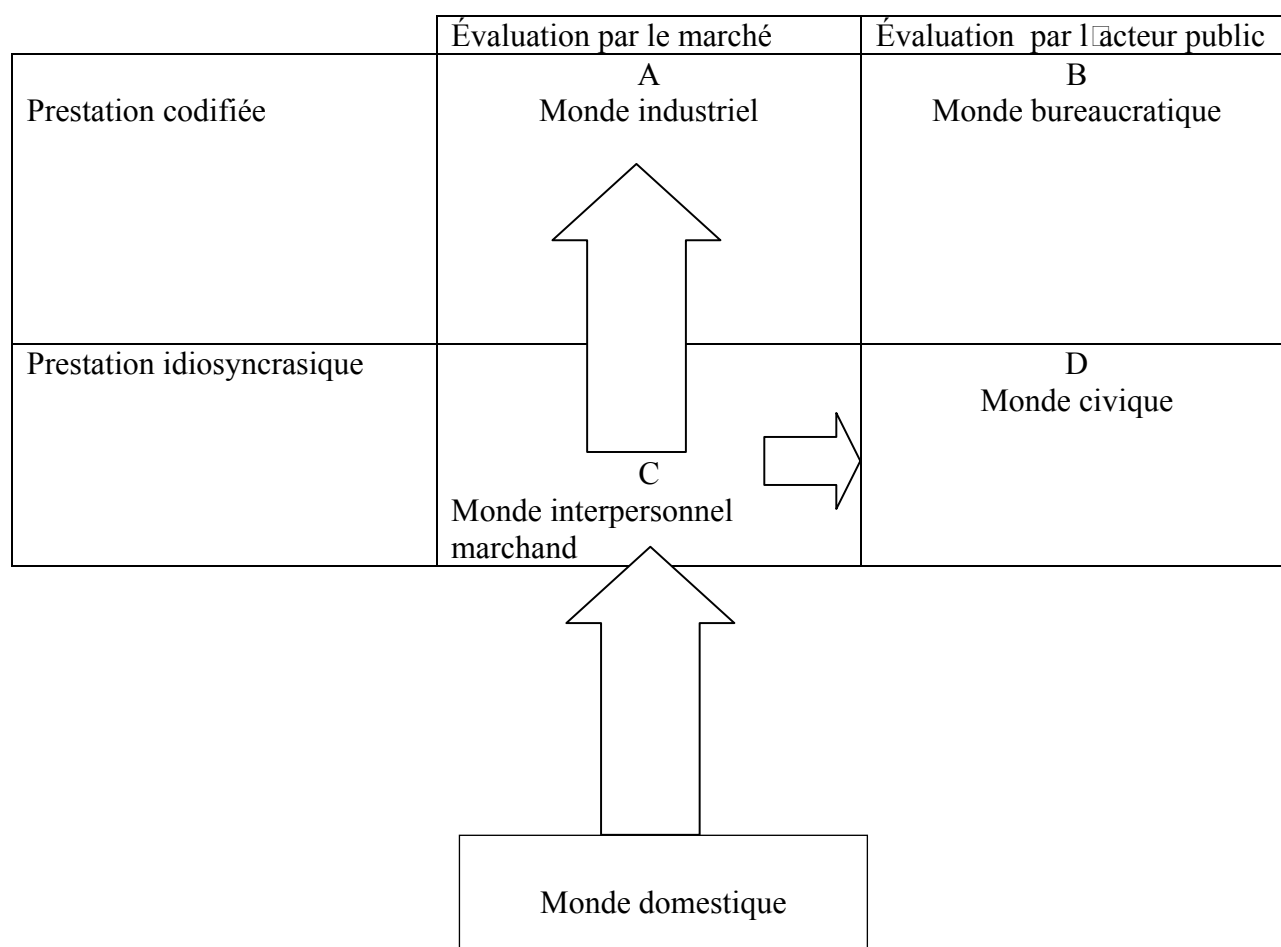 Évaluation par le marché
Évaluation par l□acteur public
Prestation codifiée
A
Monde industriel
B
Monde bureaucratique
Prestation idiosyncrasique
C
Monde interpersonnel
marchand
D
Monde civique
Monde domestique